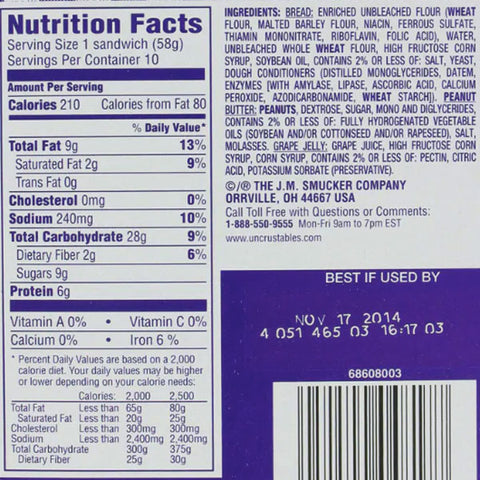 Nutrition Facts
Serving Size 1 sandwich (58g)
Servings Per Container 10
Amount Per Serving
Calories 210 Calories from Fat 80
% Daily Value*
Total Fat 9g 13%
Saturated Fat 2g 9%
Trans Fat 0g
Cholesterol 0mg 0%
Sodium 240mg 10%
Total Carbohydrate 28g 9%
Dietary Fiber 2g 6%
Sugars 9g
Protein 6g
Vitamin A 0% • Vitamin C 0%
Calcium 0% • Iron 6 %
* Percent Daily Values are based on a 2,000
calorie diet. Your daily values may be higher
or lower depending on your calorie needs:
Calories: 2,000 2,500
Total Fat Less than 65g 80g
Saturated Fat Less than 20g 25g
Cholesterol Less than 300mg 300mg
Sodium Less than 2,400mg 2,400mg
Total Carbohydrate 300g 375g
Dietary Fiber 25g 30g
INGREDIENTS: BREAD; ENRICHED UNBLEACHED FLOUR (WHEAT
FLOUR, MALTED BARLEY FLOUR, NIACIN, FERROUS SULFATE,
THIAMIN MONONITRATE, RIBOFLAVIN, FOLIC ACID), WATER,
UNBLEACHED WHOLE WHEAT FLOUR, HIGH FRUCTOSE CORN
SYRUP, SOYBEAN OIL, CONTAINS 2% OR LESS OF: SALT, YEAST,
DOUGH CONDITIONERS (DISTILLED MONOGLYCERIDES, DATEM,
ENZYMES [WITH AMYLASE, LIPASE, ASCORBIC ACID, CALCIUM
PEROXIDE, AZODICARBONAMIDE, WHEAT STARCH]). PEANUT
BUTTER: PEANUTS, DEXTROSE, SUGAR, MONO AND DIGLYCERIDES,
CONTAINS 2% OR LESS OF: FULLY HYDROGENATED VEGETABLE
OILS (SOYBEAN AND/OR COTTONSEED AND/OR RAPESEED), SALT,
MOLASSES. GRAPE JELLY: GRAPE JUICE, HIGH FRUCTOSE CORN
SYRUP, CORN SYRUP, CONTAINS 2% OR LESS OF: PECTIN, CITRIC
ACID, POTASSIUM SORBATE (PRESERVATIVE).
©/® THE J.M. SMUCKER COMPANY
ORRVILLE, OH 44667 USA
Call Toll Free with Questions or Comments:
1-888-550-9555 Mon-Fri 9am to 7pm EST
www.uncrustables.com
BEST IF USED BY
NOV 17 2014
4 051 465 03 16:17 03
68608003